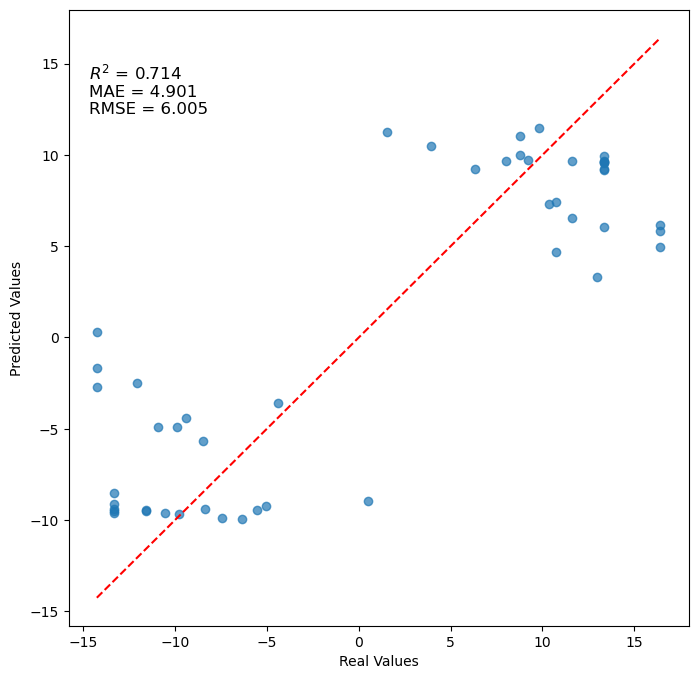 R² = 0.714
MAE = 4.901
RMSE = 6.005
15
10
5
0
−5
−10
−15
Predicted Values
−15 −10 −5 0 5 10 15
Real Values